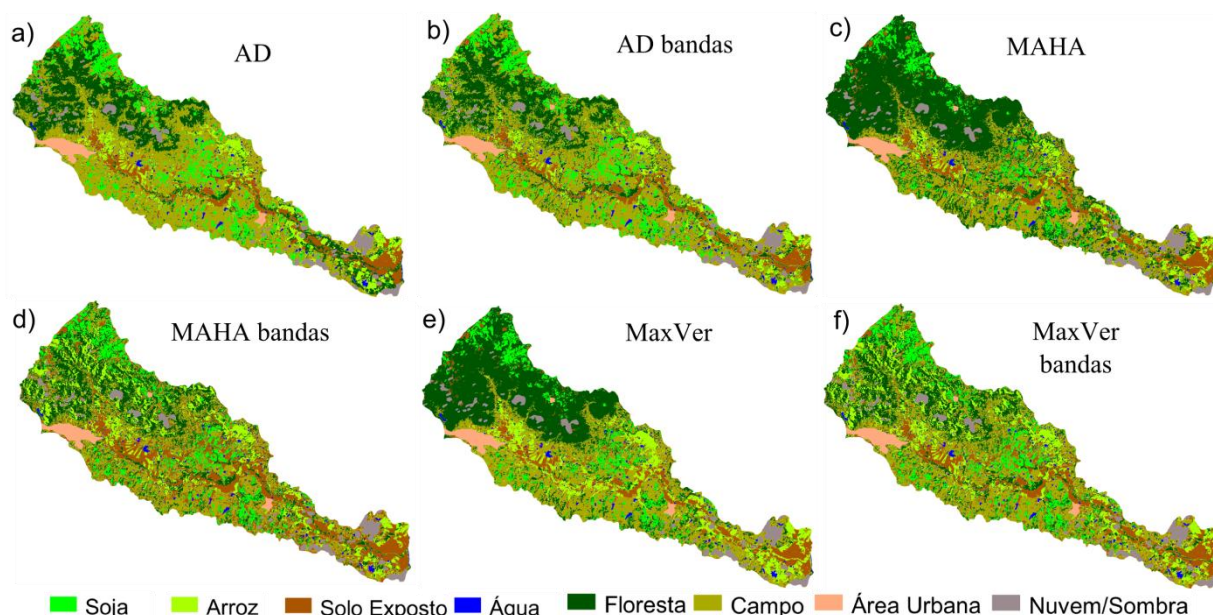 a) AD
b) AD bandas
c) MAHA
d) MAHA bandas
e) MaxVer
f) MaxVer
bandas
Soja Arroz Solo Exposto Água Floresta Campo Área Urbana Nuvem/Sombra